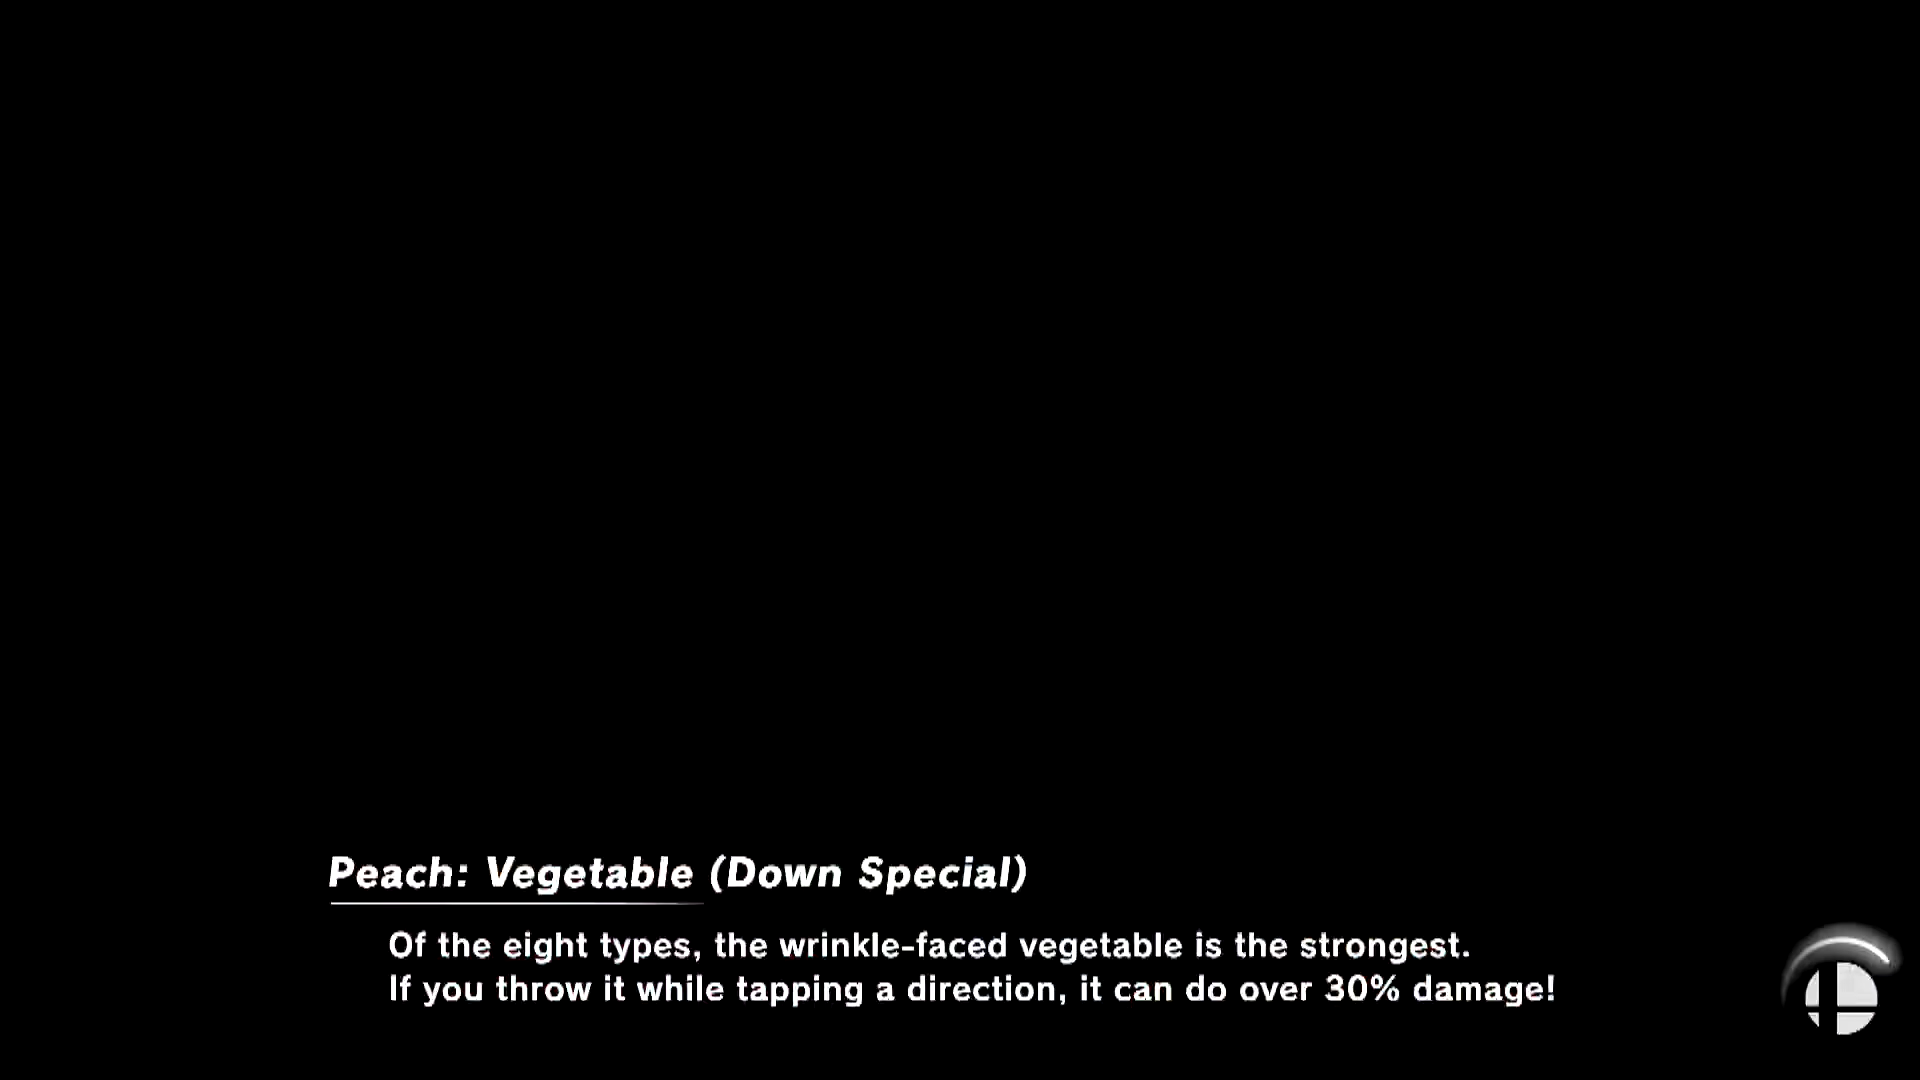 Peach: Vegetable (Down Special)
Of the eight types, the wrinkle-faced vegetable is the strongest.
If you throw it while tapping a direction, it can do over 30% damage!